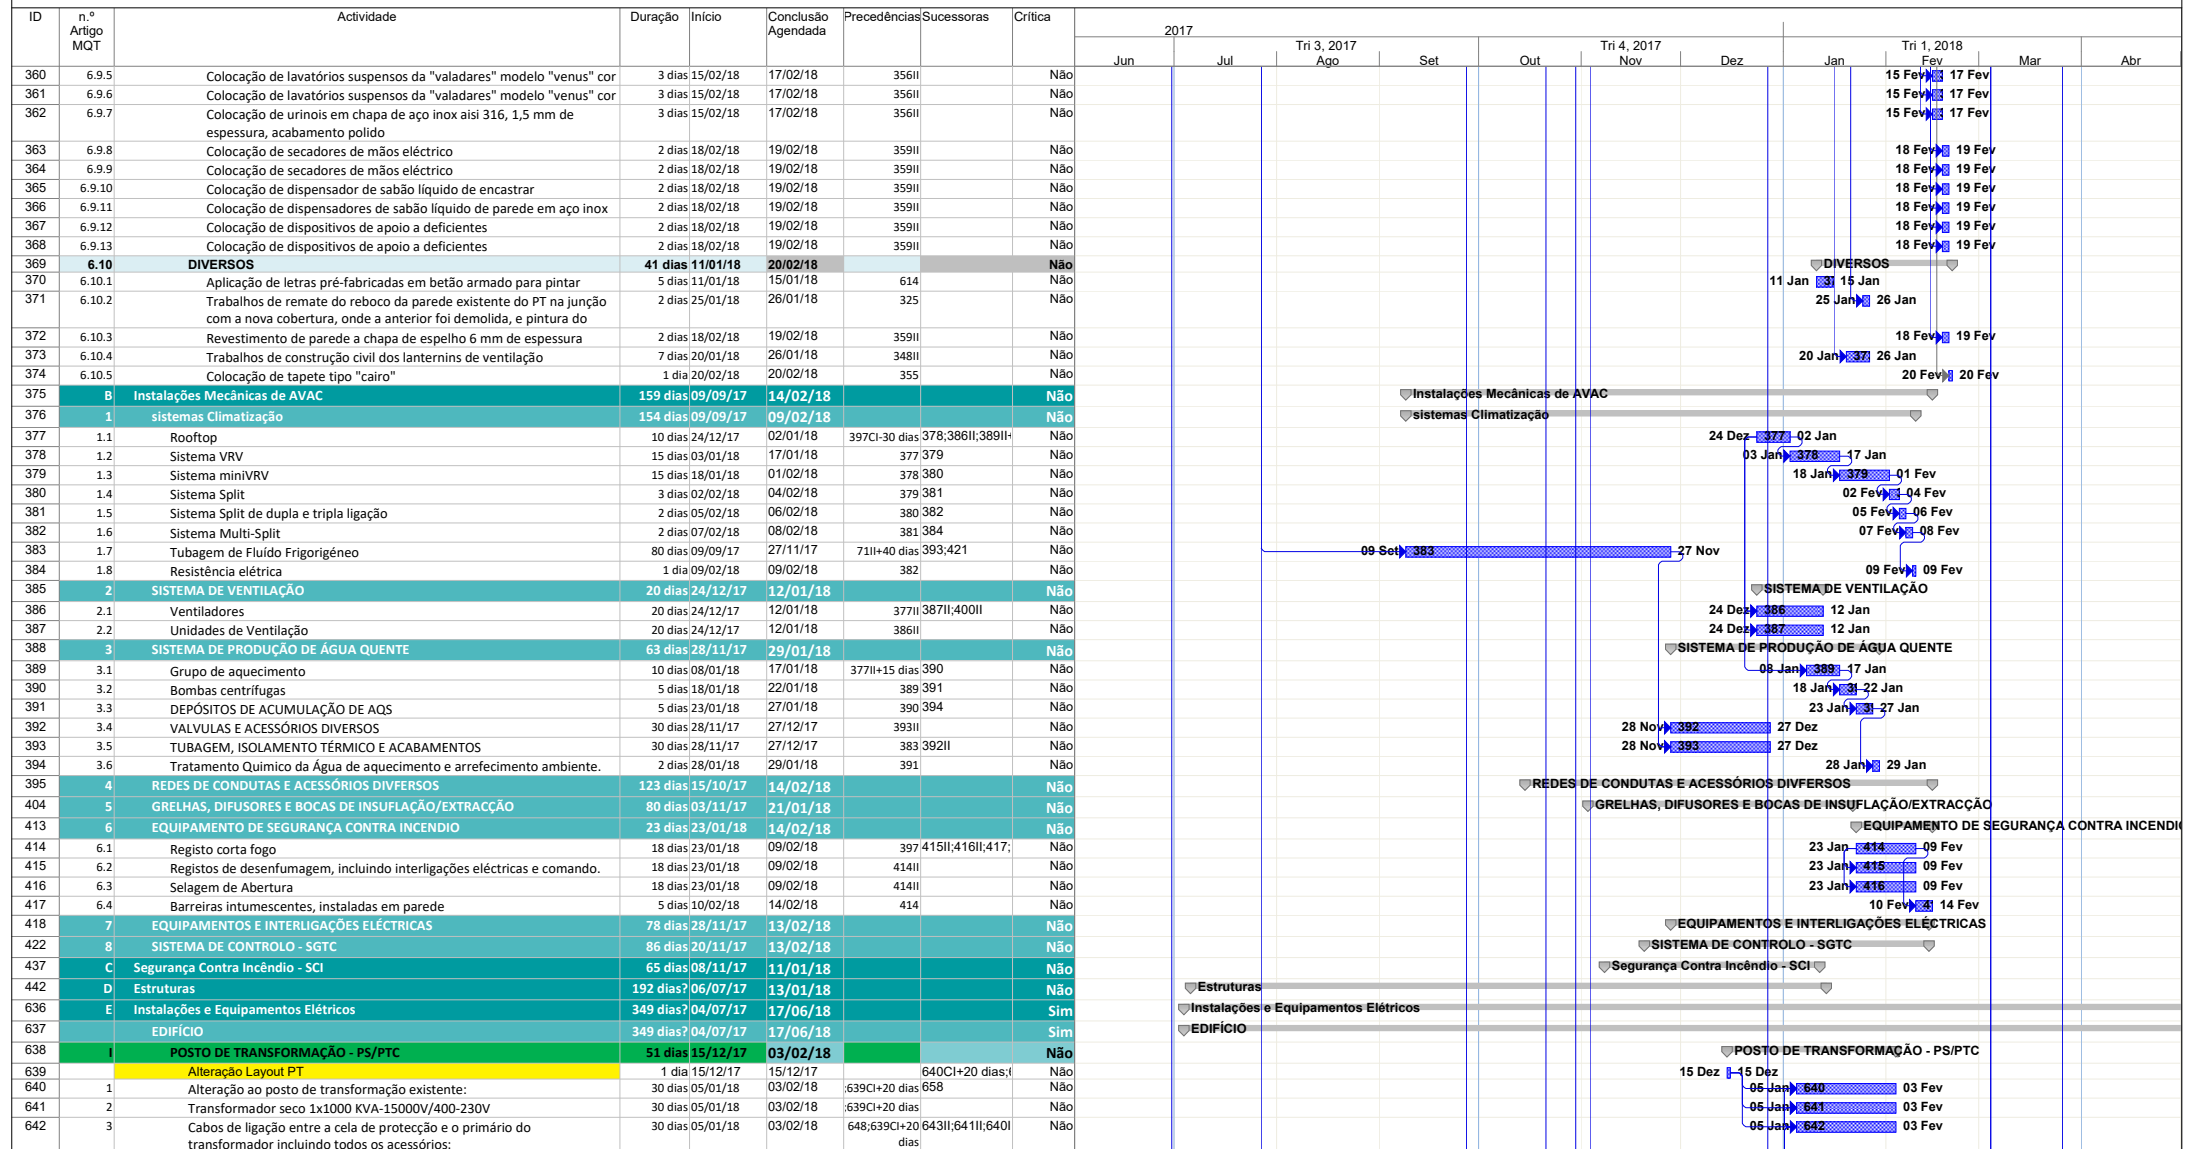 ID n.º Artigo MQT Actividade Duração Início Conclusão Agendada Precedências Sucessoras Crítica
2017
Tri 3, 2017 Tri 4, 2017 Tri 1, 2018
Jun Jul Ago Set Out Nov Dez Jan Fev Mar Abr
360 6.9.5 Colocação de lavatórios suspensos da "valadares" modelo "venus" cor 3 dias 15/02/18 17/02/18 356II Não 15 Fev 17 Fev
361 6.9.6 Colocação de lavatórios suspensos da "valadares" modelo "venus" cor 3 dias 15/02/18 17/02/18 356II Não 15 Fev 17 Fev
362 6.9.7 Colocação de urinois em chapa de aço inox aisi 316, 1,5 mm de 3 dias 15/02/18 17/02/18 356II Não 15 Fev 17 Fev
espessura, acabamento polido
363 6.9.8 Colocação de secadores de mãos eléctrico 2 dias 18/02/18 19/02/18 359II Não 18 Fev 19 Fev
364 6.9.9 Colocação de secadores de mãos eléctrico 2 dias 18/02/18 19/02/18 359II Não 18 Fev 19 Fev
365 6.9.10 Colocação de dispensador de sabão líquido de encastrar 2 dias 18/02/18 19/02/18 359II Não 18 Fev 19 Fev
366 6.9.11 Colocação de dispensadores de sabão líquido de parede em aço inox 2 dias 18/02/18 19/02/18 359II Não 18 Fev 19 Fev
367 6.9.12 Colocação de dispositivos de apoio a deficientes 2 dias 18/02/18 19/02/18 359II Não 18 Fev 19 Fev
368 6.9.13 Colocação de dispositivos de apoio a deficientes 2 dias 18/02/18 19/02/18 359II Não 18 Fev 19 Fev
369 6.10 DIVERSOS 41 dias 11/01/18 20/02/18 Não DIVERSOS
370 6.10.1 Aplicação de letras pré-fabricadas em betão armado para pintar 5 dias 11/01/18 15/01/18 614 Não 11 Jan 3 15 Jan
371 6.10.2 Trabalhos de remate do reboco da parede existente do PT na junção 2 dias 25/01/18 26/01/18 325 Não 25 Jan 26 Jan
com a nova cobertura, onde a anterior foi demolida, e pintura do
372 6.10.3 Revestimento de parede a chapa de espelho 6 mm de espessura 2 dias 18/02/18 19/02/18 359II Não 18 Fev 19 Fev
373 6.10.4 Trabalhos de construção civil dos lanternins de ventilação 7 dias 20/01/18 26/01/18 348II Não 20 Jan 37 26 Jan
374 6.10.5 Colocação de tapete tipo "cairo" 1 dia 20/02/18 20/02/18 355 Não 20 Fev 20 Fev
375 B Instalações Mecânicas de AVAC 159 dias 09/09/17 14/02/18 Não Instalações Mecânicas de AVAC
376 1 sistemas Climatização 154 dias 09/09/17 09/02/18 Não sistemas Climatização
377 1.1 Rooftop 10 dias 24/12/17 02/01/18 397CI-30 dias 378;386II;389II+ Não 24 Dez 377 02 Jan
378 1.2 Sistema VRV 15 dias 03/01/18 17/01/18 377 379 Não 03 Jan 378 17 Jan
379 1.3 Sistema miniVRV 15 dias 18/01/18 01/02/18 378 380 Não 18 Jan 379 01 Fev
380 1.4 Sistema Split 3 dias 02/02/18 04/02/18 379 381 Não 02 Fev 04 Fev
381 1.5 Sistema Split de dupla e tripla ligação 2 dias 05/02/18 06/02/18 380 382 Não 05 Fev 06 Fev
382 1.6 Sistema Multi-Split 2 dias 07/02/18 08/02/18 381 384 Não 07 Fev 08 Fev
383 1.7 Tubagem de Fluído Frigorigéneo 80 dias 09/09/17 27/11/17 71II+40 dias 393;421 Não 09 Set 383 27 Nov
384 1.8 Resistência elétrica 1 dia 09/02/18 09/02/18 382 Não 09 Fev 09 Fev
385 2 SISTEMA DE VENTILAÇÃO 20 dias 24/12/17 12/01/18 Não SISTEMA DE VENTILAÇÃO
386 2.1 Ventiladores 20 dias 24/12/17 12/01/18 377II 387II;400II Não 24 Dez 386 12 Jan
387 2.2 Unidades de Ventilação 20 dias 24/12/17 12/01/18 386II Não 24 Dez 387 12 Jan
388 3 SISTEMA DE PRODUÇÃO DE ÁGUA QUENTE 63 dias 28/11/17 29/01/18 Não SISTEMA DE PRODUÇÃO DE ÁGUA QUENTE
389 3.1 Grupo de aquecimento 10 dias 08/01/18 17/01/18 377II+15 dias 390 Não 08 Jan 389 17 Jan
390 3.2 Bombas centrífugas 5 dias 18/01/18 22/01/18 389 391 Não 18 Jan 3 22 Jan
391 3.3 DEPÓSITOS DE ACUMULAÇÃO DE AQS 5 dias 23/01/18 27/01/18 390 394 Não 23 Jan 3 27 Jan
392 3.4 VALVULAS E ACESSÓRIOS DIVERSOS 30 dias 28/11/17 27/12/17 393II Não 28 Nov 392 27 Dez
393 3.5 TUBAGEM, ISOLAMENTO TÉRMICO E ACABAMENTOS 30 dias 28/11/17 27/12/17 383 392II Não 28 Nov 393 27 Dez
394 3.6 Tratamento Quimico da Água de aquecimento e arrefecimento ambiente. 2 dias 28/01/18 29/01/18 391 Não 28 Jan 29 Jan
395 4 REDES DE CONDUTAS E ACESSÓRIOS DIVFERSOS 123 dias 15/10/17 14/02/18 Não REDES DE CONDUTAS E ACESSÓRIOS DIVFERSOS
404 5 GRELHAS, DIFUSORES E BOCAS DE INSUFLAÇÃO/EXTRACÇÃO 80 dias 03/11/17 21/01/18 Não GRELHAS, DIFUSORES E BOCAS DE INSUFLAÇÃO/EXTRACÇÃO
413 6 EQUIPAMENTO DE SEGURANÇA CONTRA INCENDIO 23 dias 23/01/18 14/02/18 Não EQUIPAMENTO DE SEGURANÇA CONTRA INCENDI
414 6.1 Registo corta fogo 18 dias 23/01/18 09/02/18 397 415II;416II;417; Não 23 Jan 414 09 Fev
415 6.2 Registos de desenfumagem, incluindo interligações eléctricas e comando. 18 dias 23/01/18 09/02/18 414II Não 23 Jan 415 09 Fev
416 6.3 Selagem de Abertura 18 dias 23/01/18 09/02/18 414II Não 23 Jan 416 09 Fev
417 6.4 Barreiras intumescentes, instaladas em parede 5 dias 10/02/18 14/02/18 414 Não 10 Fev 4 14 Fev
418 7 EQUIPAMENTOS E INTERLIGAÇÕES ELÉCTRICAS 78 dias 28/11/17 13/02/18 Não EQUIPAMENTOS E INTERLIGAÇÕES ELÉCTRICAS
422 8 SISTEMA DE CONTROLO - SGTC 86 dias 20/11/17 13/02/18 Não SISTEMA DE CONTROLO - SGTC
437 C Segurança Contra Incêndio - SCI 65 dias 08/11/17 11/01/18 Não Segurança Contra Incêndio - SCI
442 D Estruturas 192 dias? 06/07/17 13/01/18 Não Estruturas
636 E Instalações e Equipamentos Elétricos 349 dias? 04/07/17 17/06/18 Sim Instalações e Equipamentos Elétricos
637 EDIFÍCIO 349 dias? 04/07/17 17/06/18 Sim EDIFÍCIO
638 I POSTO DE TRANSFORMAÇÃO - PS/PTC 51 dias 15/12/17 03/02/18 Não POSTO DE TRANSFORMAÇÃO - PS/PTC
639 Alteração Layout PT 1 dia 15/12/17 15/12/17 640CI+20 dias; Não 15 Dez 15 Dez
640 1 Alteração ao posto de transformação existente: 30 dias 05/01/18 03/02/18 ;639CI+20 dias 658 Não 05 Jan 640 03 Fev
641 2 Transformador seco 1x1000 KVA-15000V/400-230V 30 dias 05/01/18 03/02/18 ;639CI+20 dias Não 05 Jan 641 03 Fev
642 3 Cabos de ligação entre a cela de protecção e o primário do 30 dias 05/01/18 03/02/18 648;639CI+20 643II;641II;640I Não 05 Jan 642 03 Fev
transformador incluindo todos os acessórios: dias